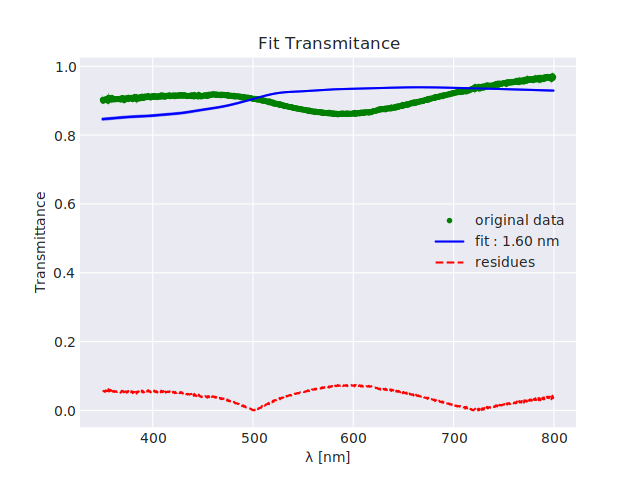 Fit Transmitance
Transmittance
1.0
0.8
0.6
0.4
0.2
0.0
original data
fit : 1.60 nm
residues
400 500 600 700 800
λ [nm]